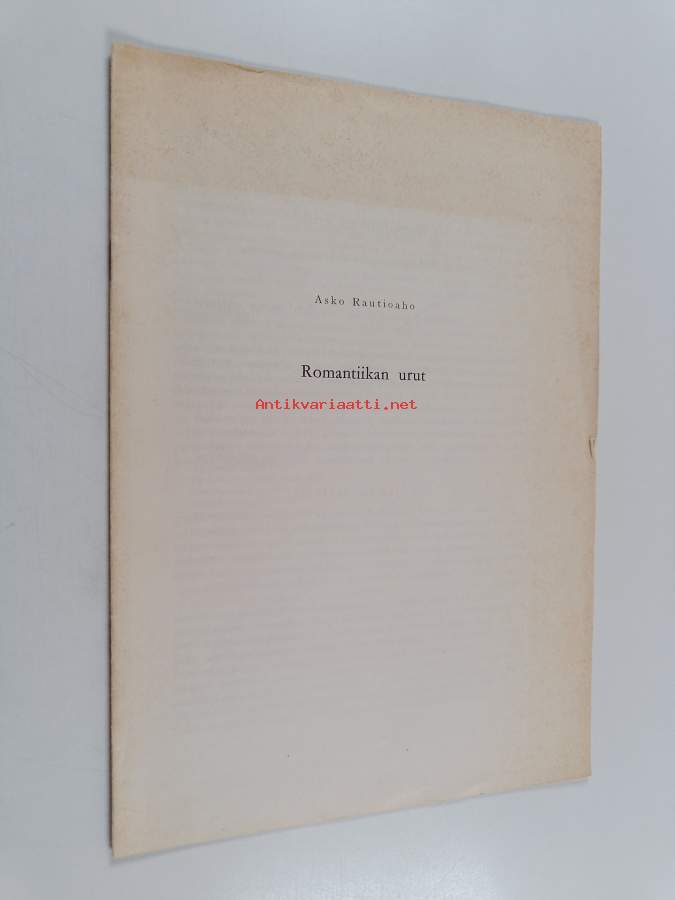 Asko Rautioaho
Romantiikan urut
Antikvariaatti.net